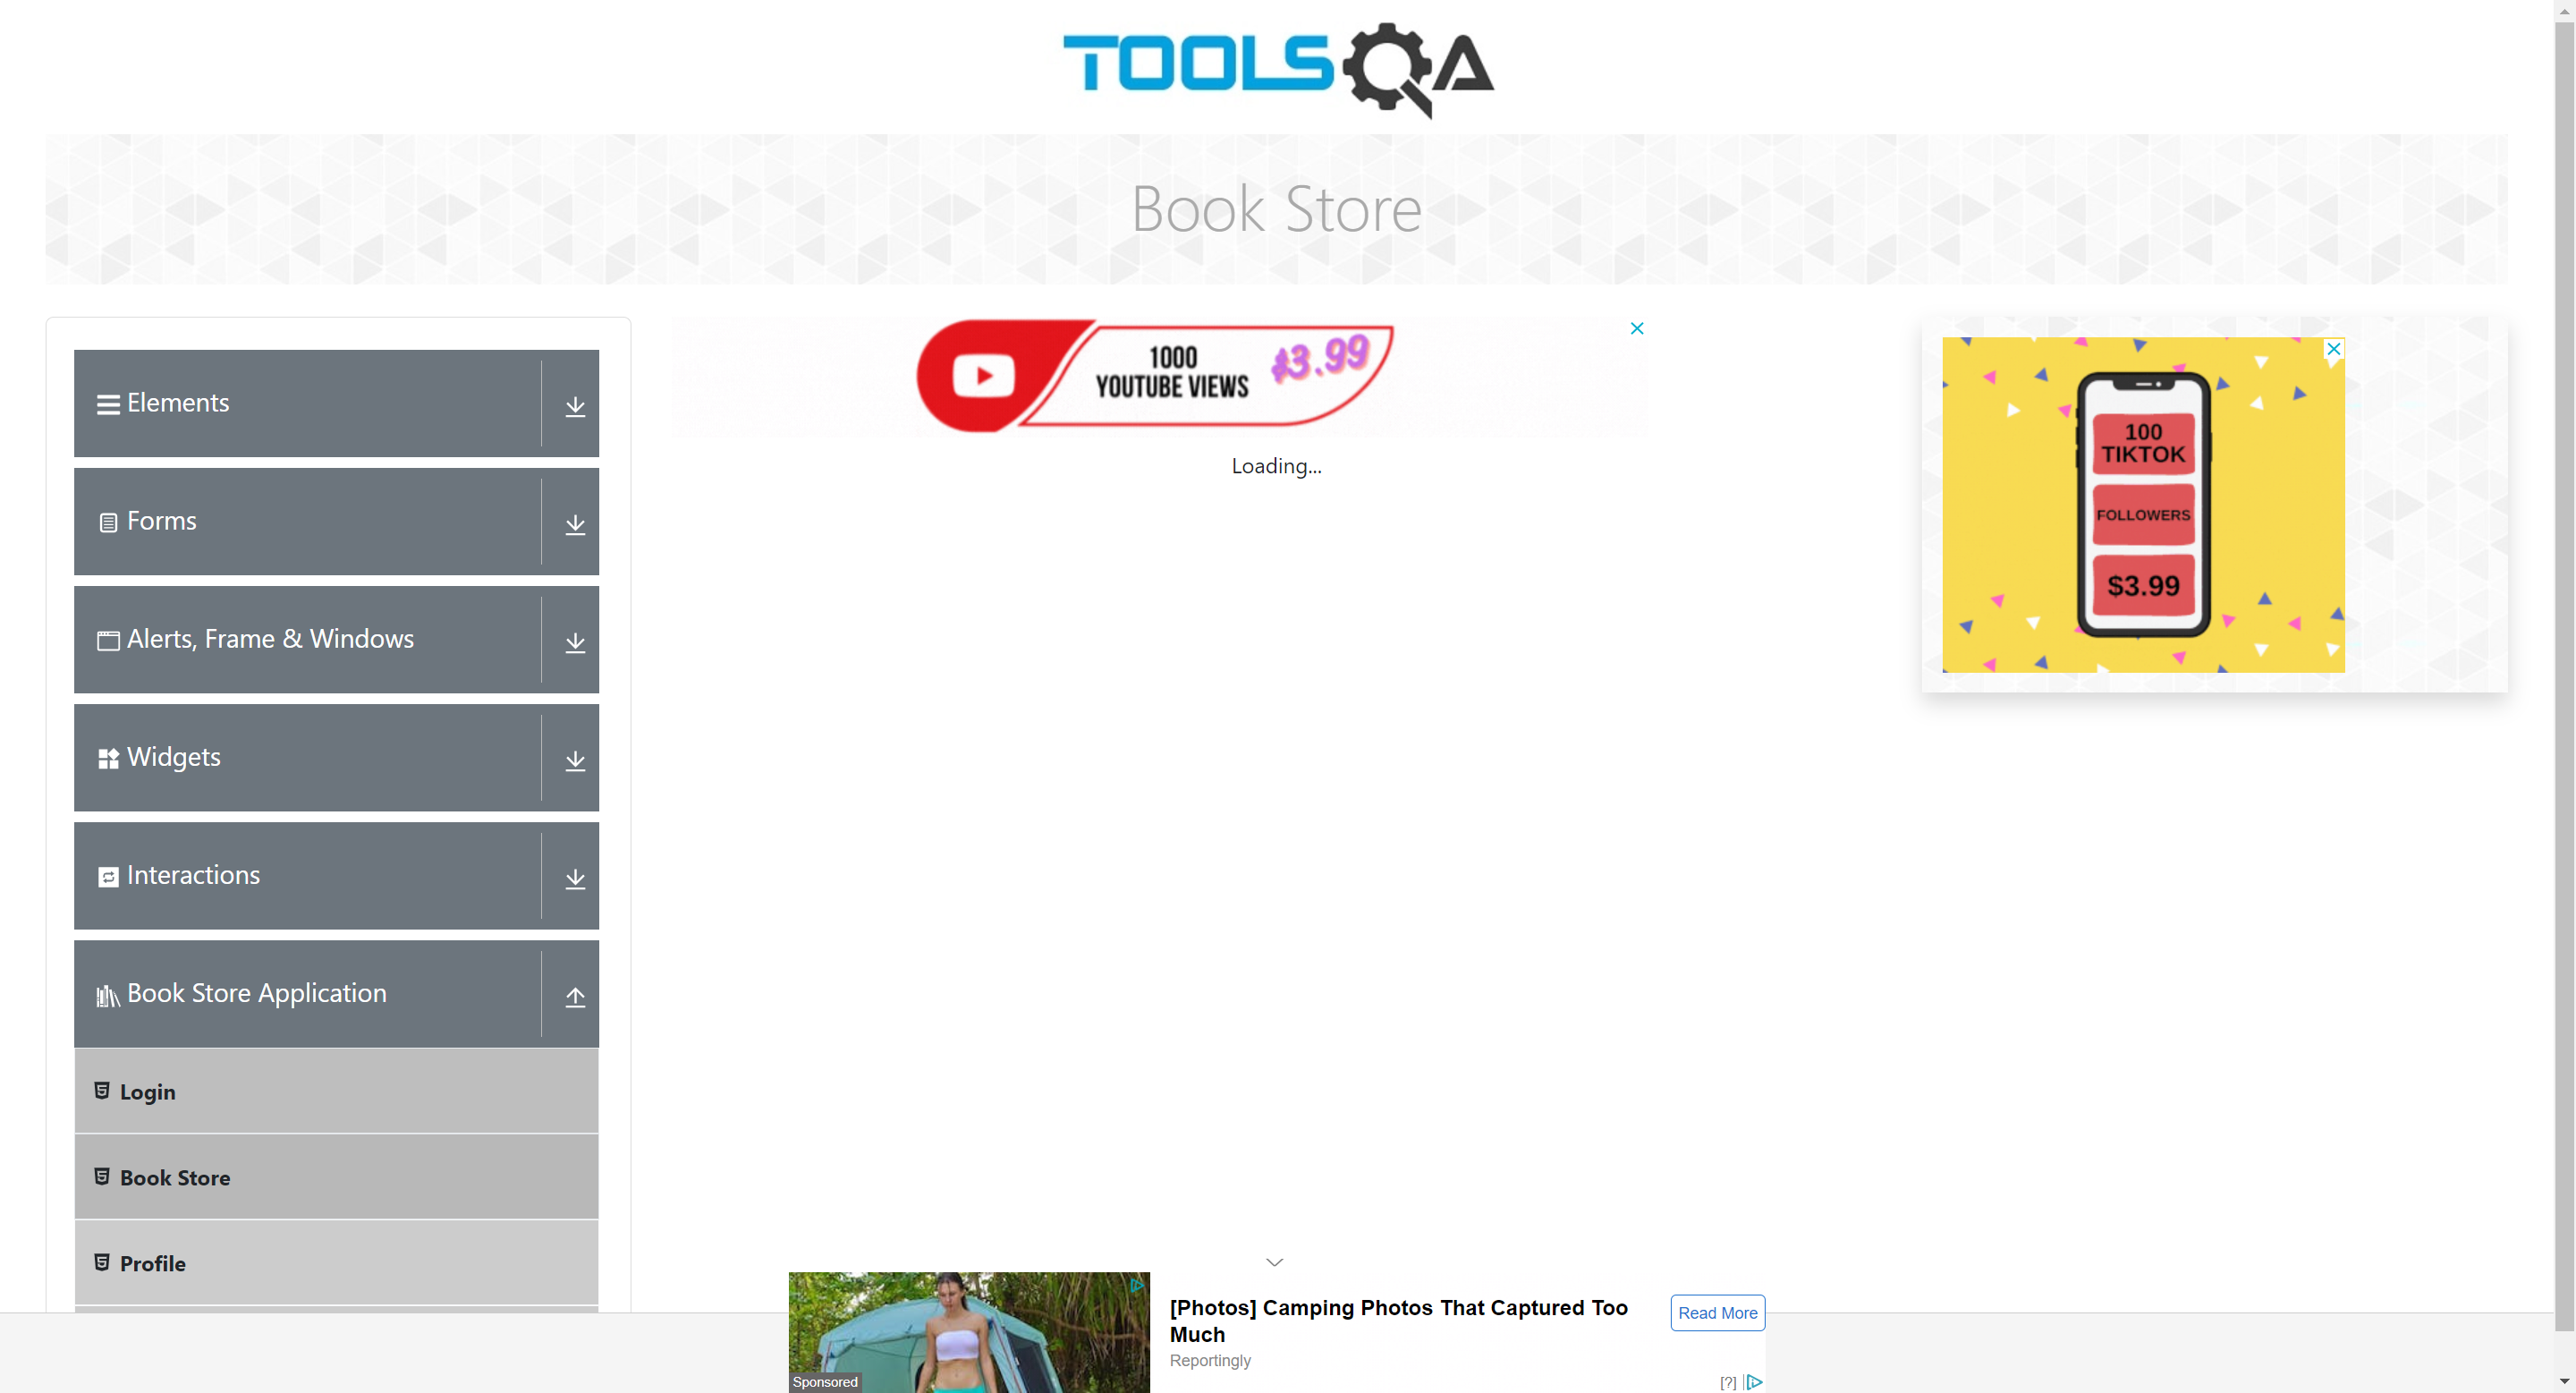 TOOLSQA
Book Store
Elements
Forms
Alerts, Frame & Windows
Widgets
Interactions
Book Store Application
Login
Book Store
Profile
1000
YOUTUBE VIEWS
$3.99
Loading...
100
TIKTOK
FOLLOWERS
$3.99
[Photos] Camping Photos That Captured Too
Much
Reportingly
Read More
Sponsored
[?]